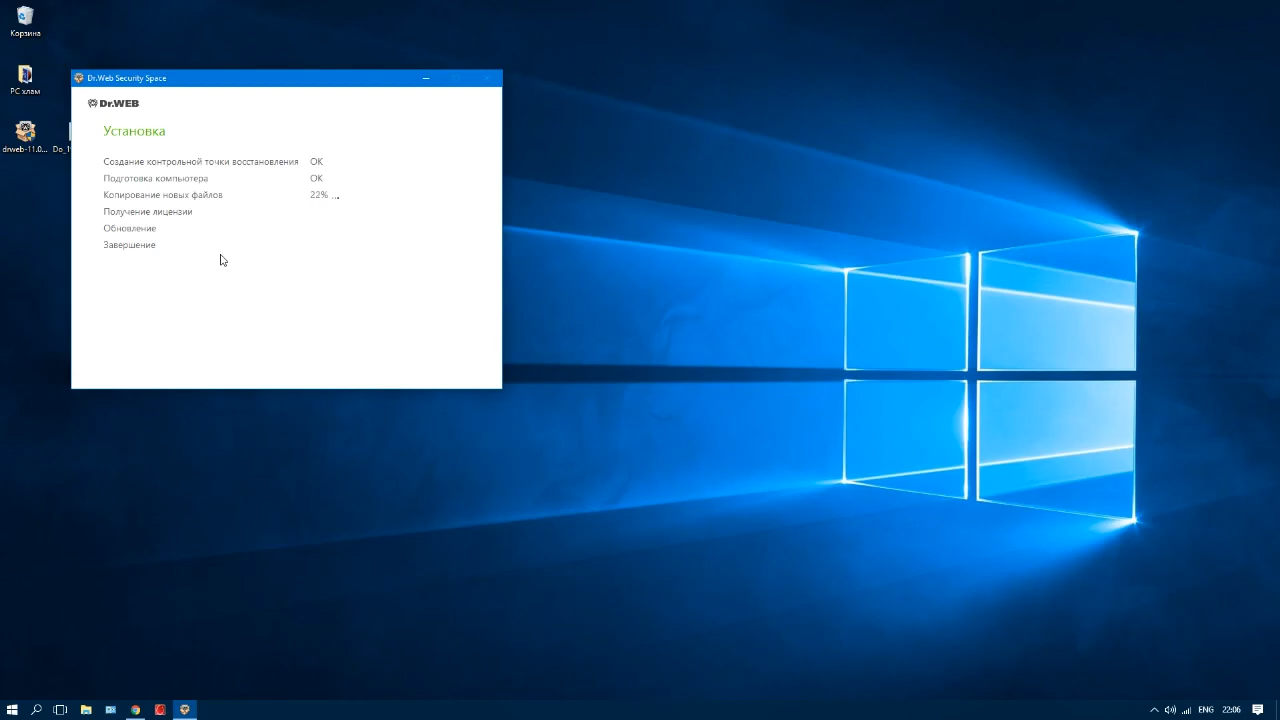 Корзина
PC хлам
drweb-11.0...
Dr.Web Security Space
Dr.WEB
Установка
Создание контрольной точки восстановления OK
Подготовка компьютера OK
Копирование новых файлов 22% ...
Получение лицензии
Обновление
Завершение
ENG 22:06